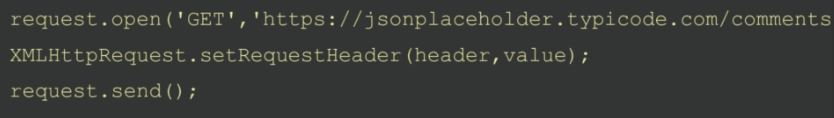 request.open('GET','https://jsonplaceholder.typicode.com/comments
XMLHttpRequest.setRequestHeader(header,value);
request.send();